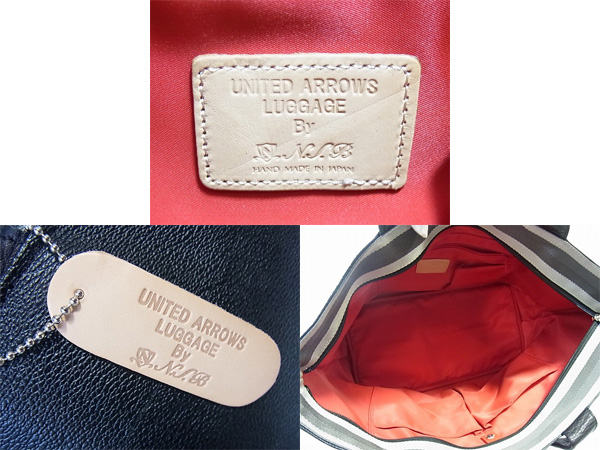 UNITED ARROWS
LUGGAGE
By
N.I.B
HAND MADE IN JAPAN
UNITED ARROWS
LUGGAGE
By
N.I.B